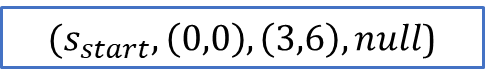 (s_start, (0,0), (3,6), null)